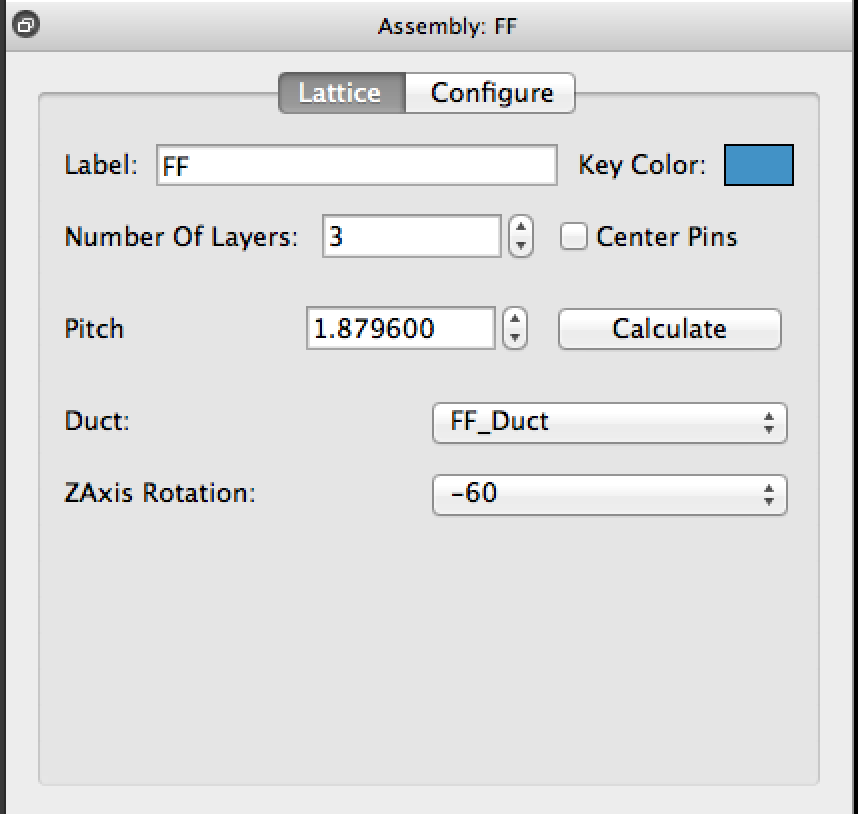 Assembly: FF
Lattice Configure
Label: FF Key Color:
Number Of Layers: 3 Center Pins
Pitch 1.879600 Calculate
Duct: FF_Duct
ZAxis Rotation: -60